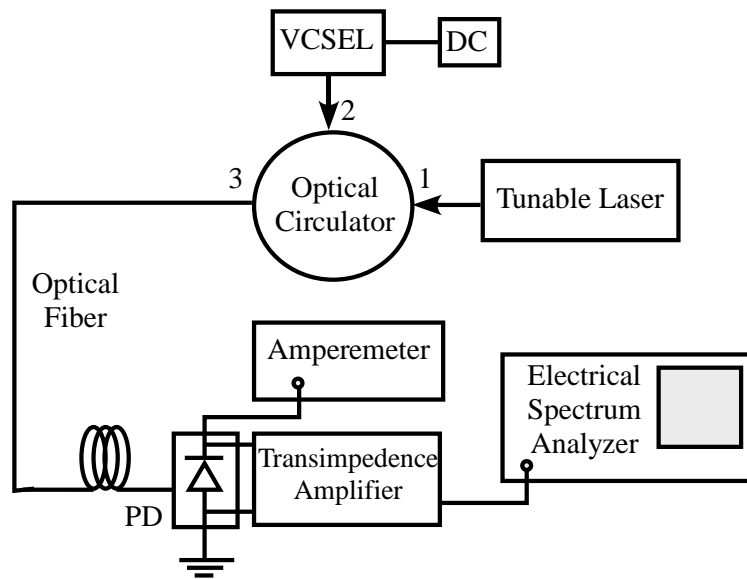 VCSEL
DC
2
3
Optical
Circulator
1
Tunable Laser
Optical
Fiber
Amperemeter
Electrical
Spectrum
Analyzer
Transimpedence
Amplifier
PD